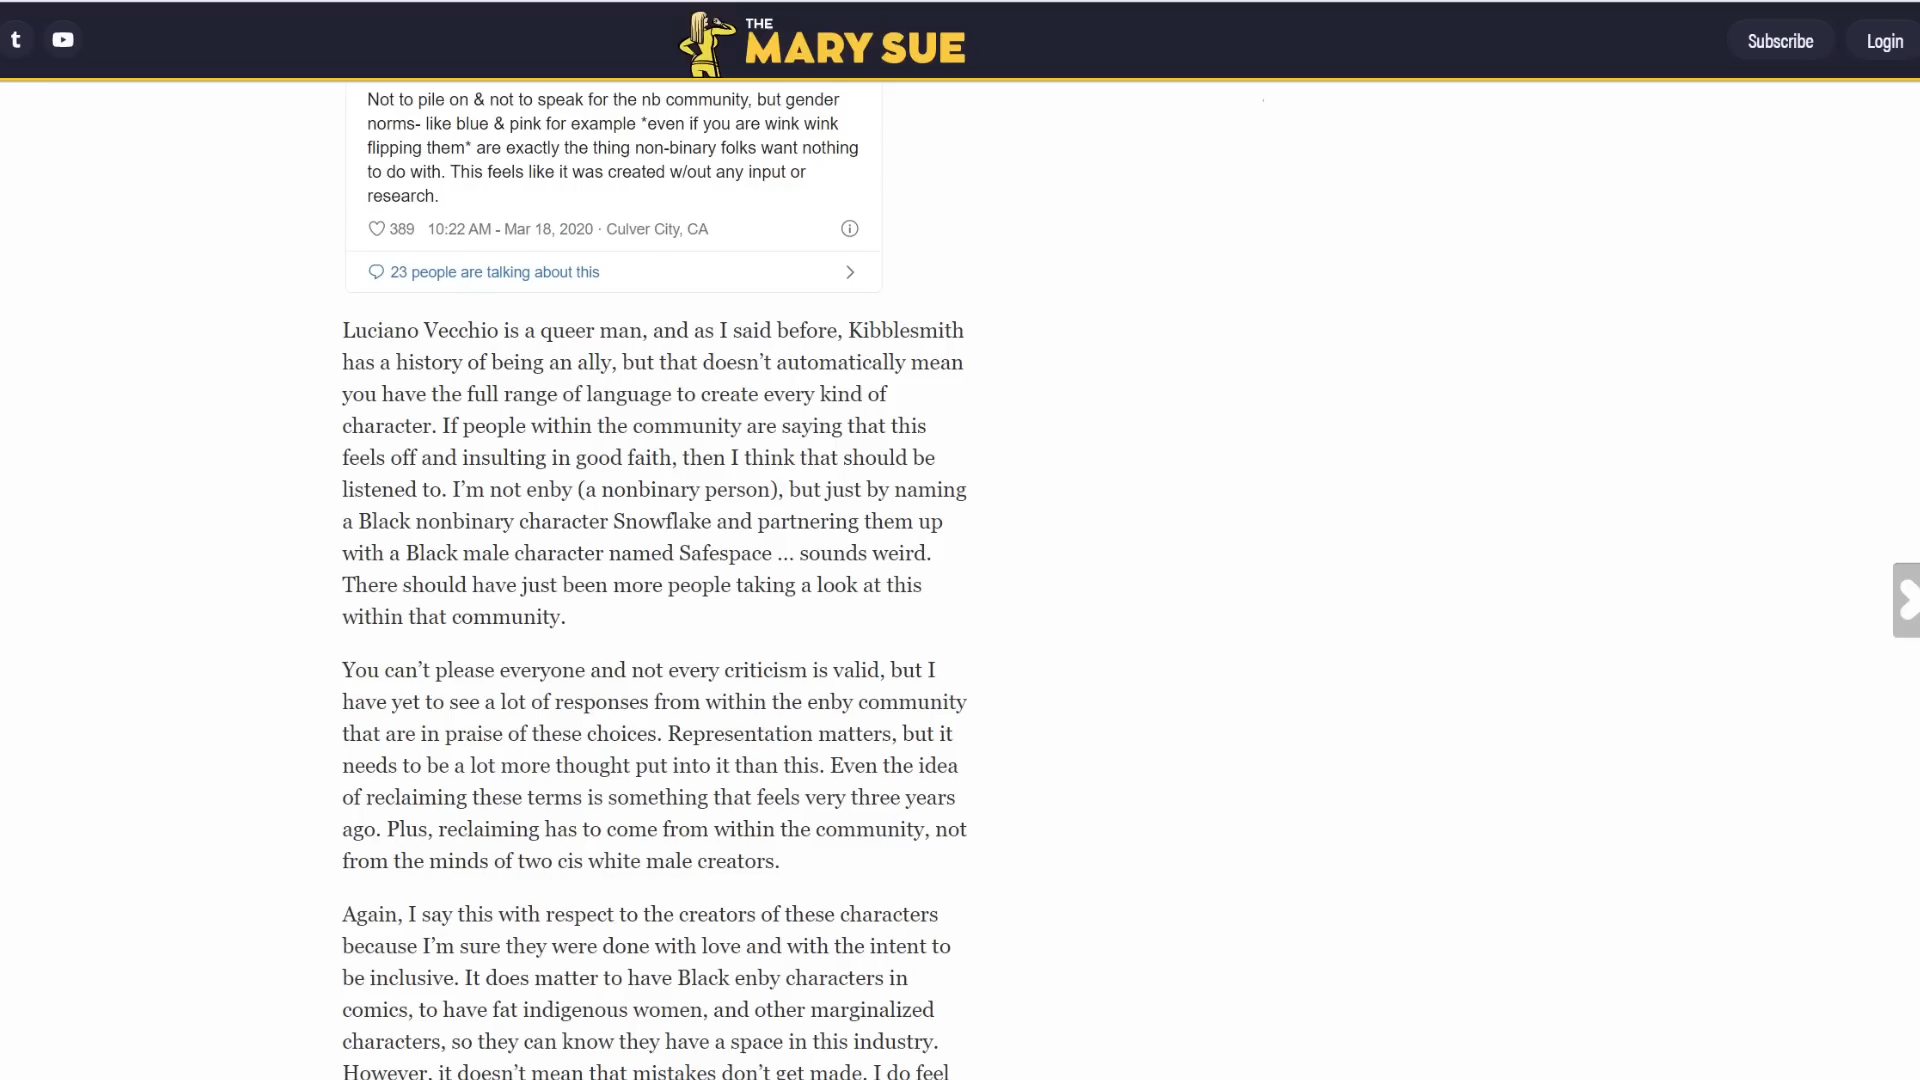 t
THE
MARY SUE
Subscribe
Login
Not to pile on & not to speak for the nb community, but gender
norms- like blue & pink for example *even if you are wink wink
flipping them* are exactly the thing non-binary folks want nothing
to do with. This feels like it was created w/out any input or
research.
389 10:22 AM - Mar 18, 2020 · Culver City, CA
23 people are talking about this
Luciano Vecchio is a queer man, and as I said before, Kibblesmith
has a history of being an ally, but that doesn’t automatically mean
you have the full range of language to create every kind of
character. If people within the community are saying that this
feels off and insulting in good faith, then I think that should be
listened to. I’m not enby (a nonbinary person), but just by naming
a Black nonbinary character Snowflake and partnering them up
with a Black male character named Safespace … sounds weird.
There should have just been more people taking a look at this
within that community.
You can’t please everyone and not every criticism is valid, but I
have yet to see a lot of responses from within the enby community
that are in praise of these choices. Representation matters, but it
needs to be a lot more thought put into it than this. Even the idea
of reclaiming these terms is something that feels very three years
ago. Plus, reclaiming has to come from within the community, not
from the minds of two cis white male creators.
Again, I say this with respect to the creators of these characters
because I’m sure they were done with love and with the intent to
be inclusive. It does matter to have Black enby characters in
comics, to have fat indigenous women, and other marginalized
characters, so they can know they have a space in this industry.
However, it doesn’t mean that mistakes don’t get made. I do feel